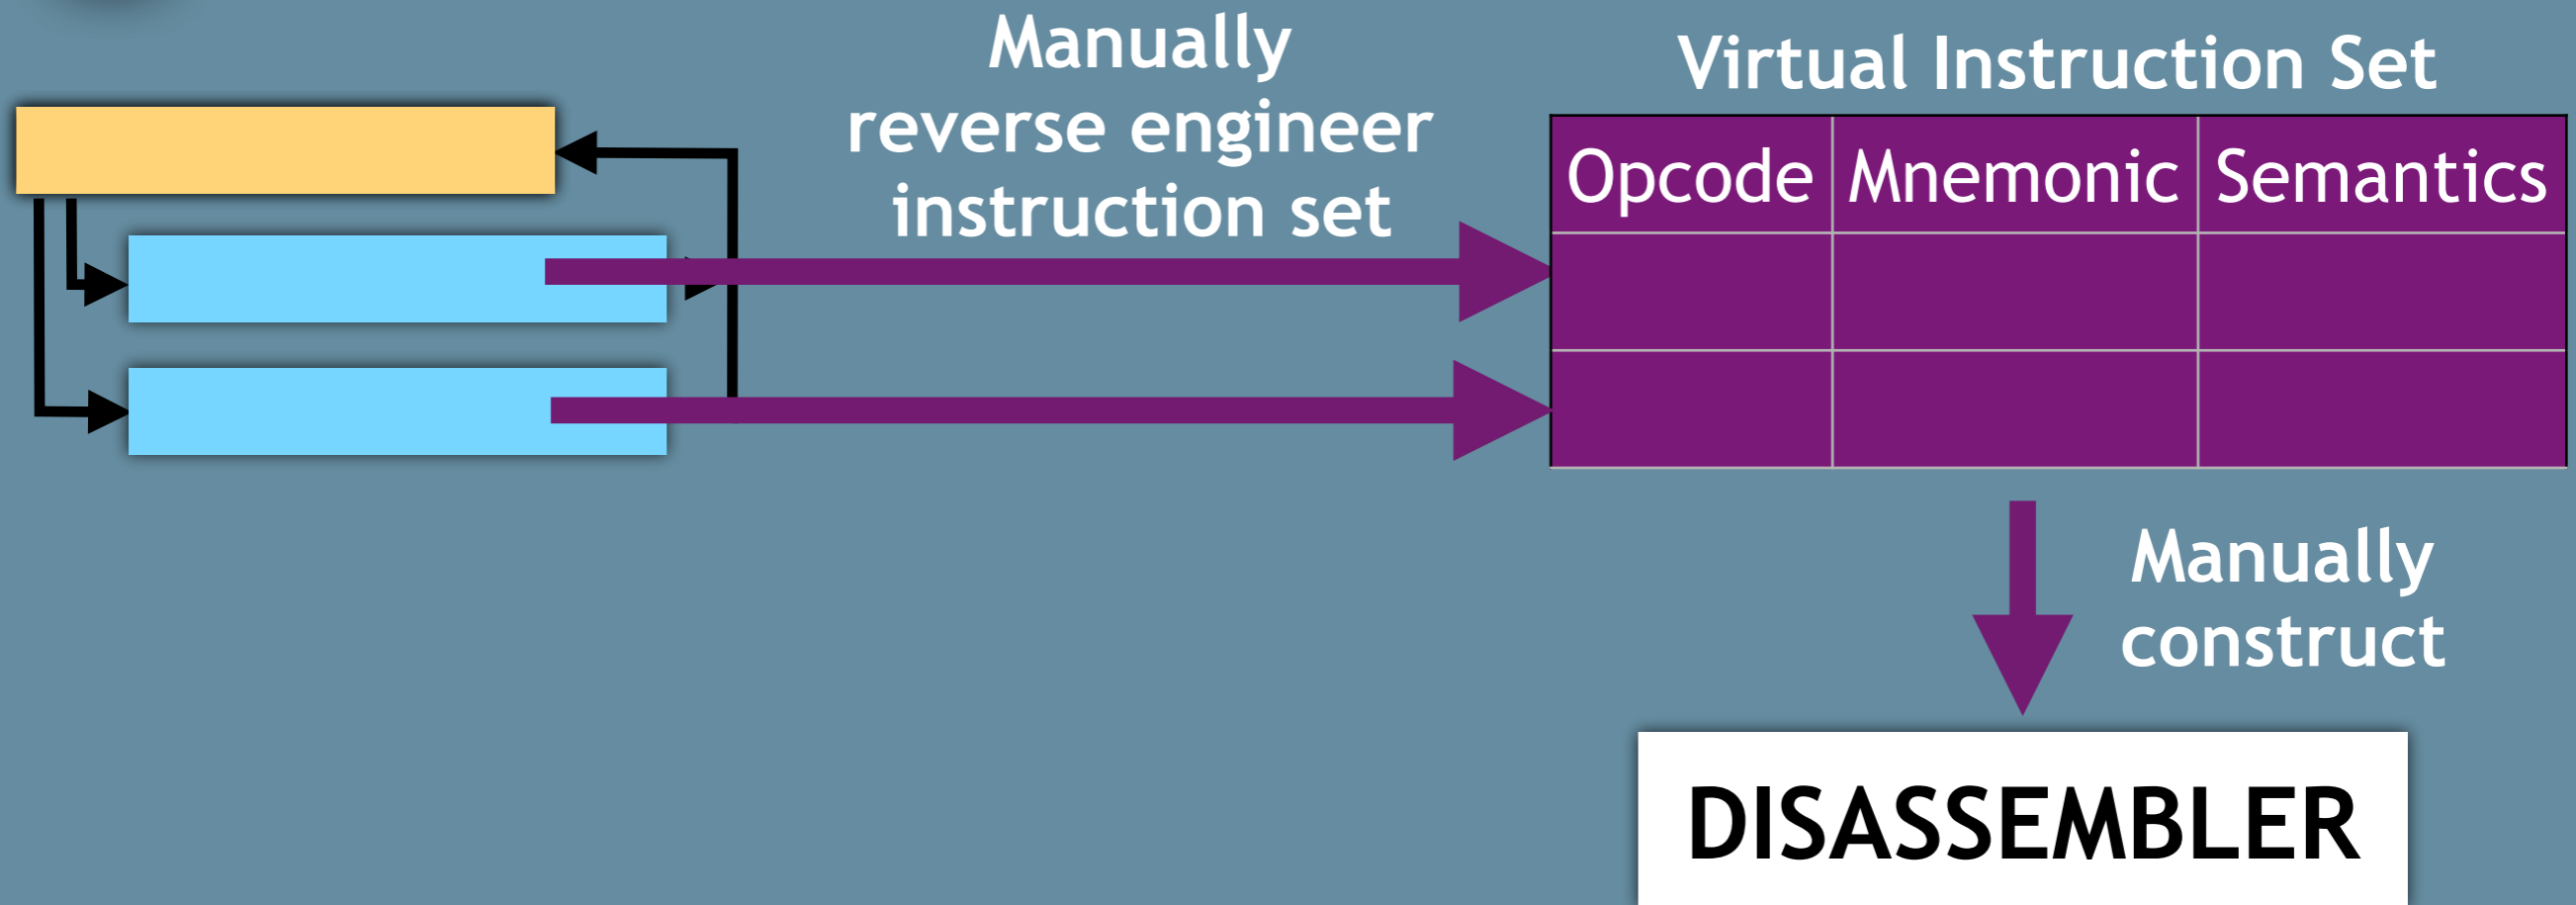 Manually
reverse engineer
instruction set
Virtual Instruction Set
Opcode Mnemonic Semantics
Manually
construct
DISASSEMBLER